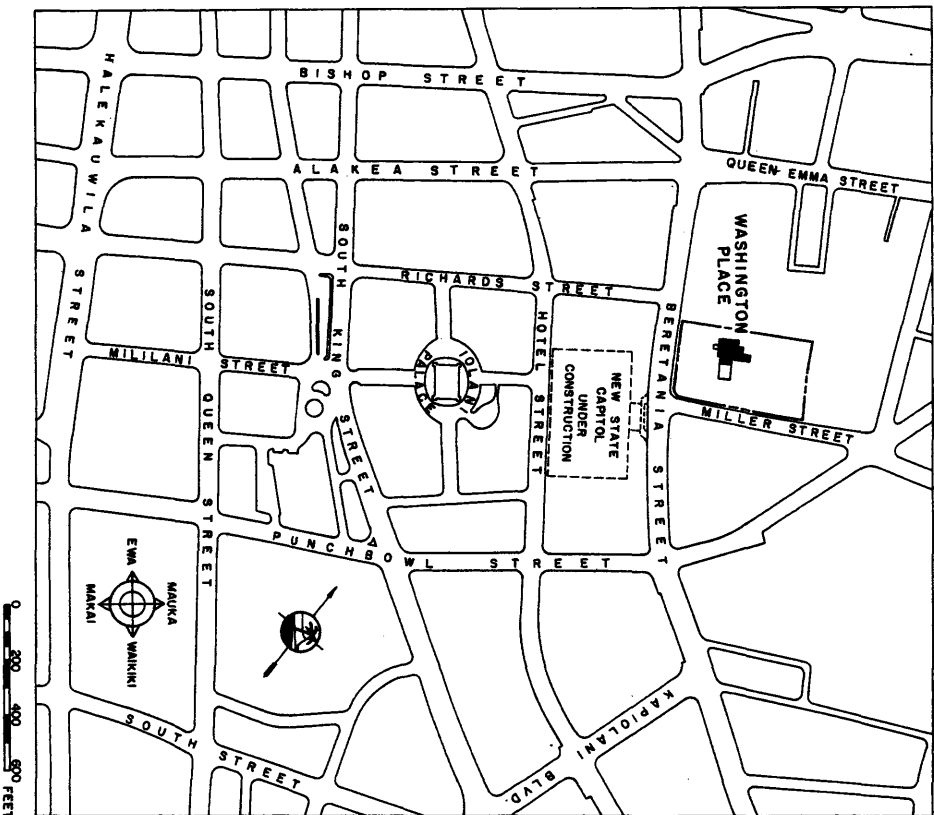 BISHOP STREET
ALAKEA STREET
QUEEN EMMA STREET
HALEKAUWILA STREET
WASHINGTON
PLACE
RICHARDS STREET
SOUTH KING STREET
SOUTH QUEEN STREET
HOTEL STREET
BERETANIA STREET
MILILANI STREET
IOLANI
PALACE
NEW STATE
CAPITOL
UNDER
CONSTRUCTION
MILLER STREET
PUNCHBOWL STREET
EWA
MAUKA
MAKAI
WAIKIKI
SOUTH STREET
KAPIOLANI BLVD.
0 200 400 600 FEET